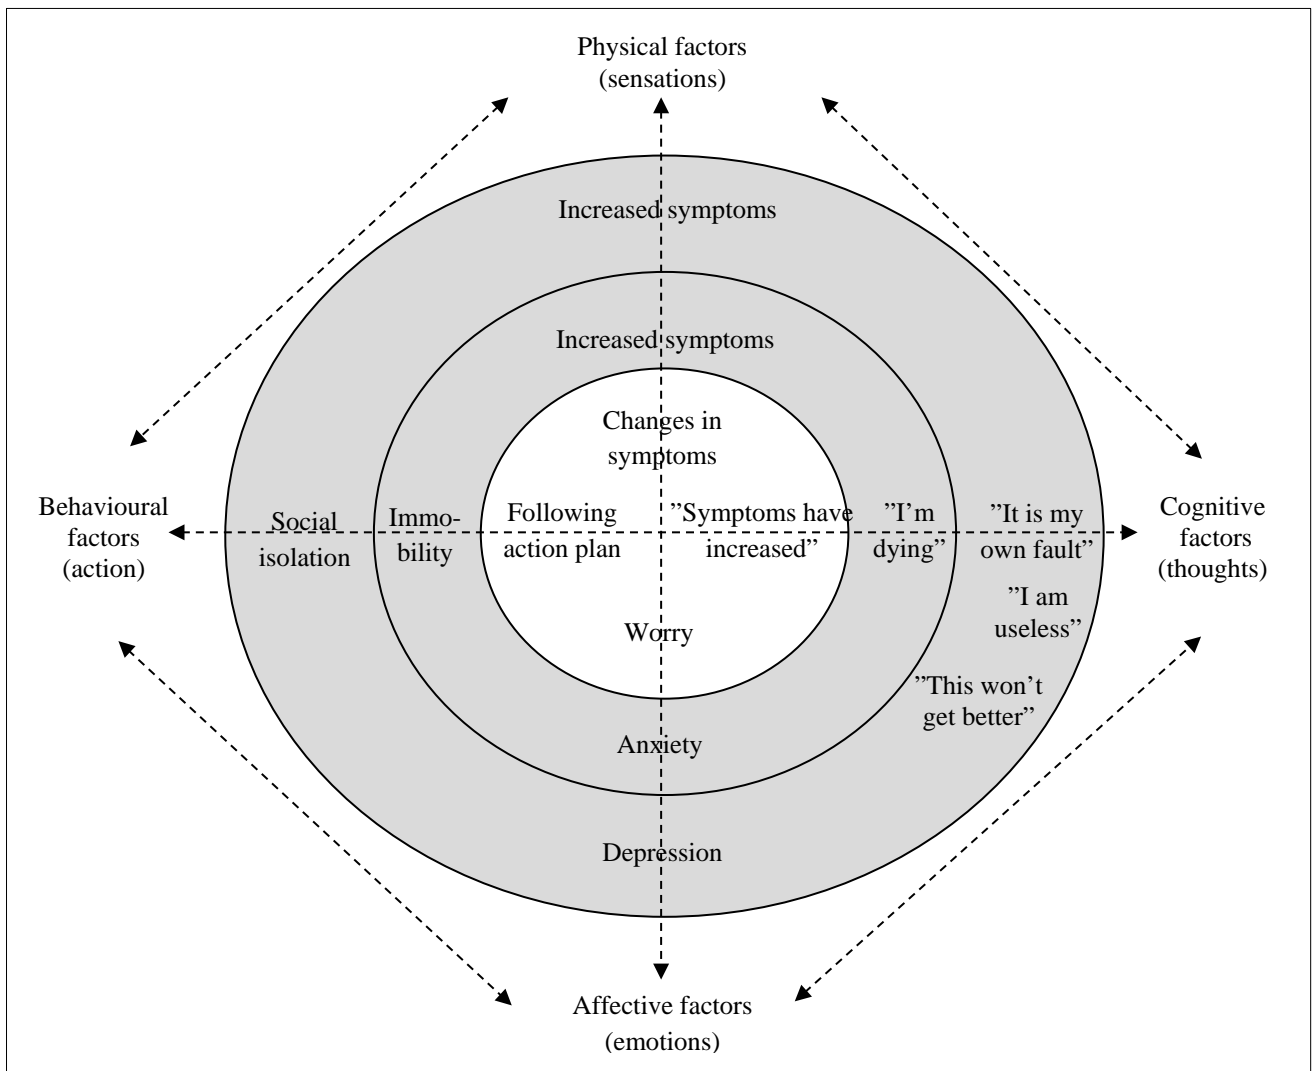 Physical factors
(sensations)
Increased symptoms
Increased symptoms
Changes in
symptoms
Behavioural
factors
(action)
Social
isolation
Immo-
bility
Following
action plan
”Symptoms have
increased”
”I’m
dying”
”It is my
own fault”
Cognitive
factors
(thoughts)
”I am
useless”
Worry
”This won’t
get better”
Anxiety
Depression
Affective factors
(emotions)